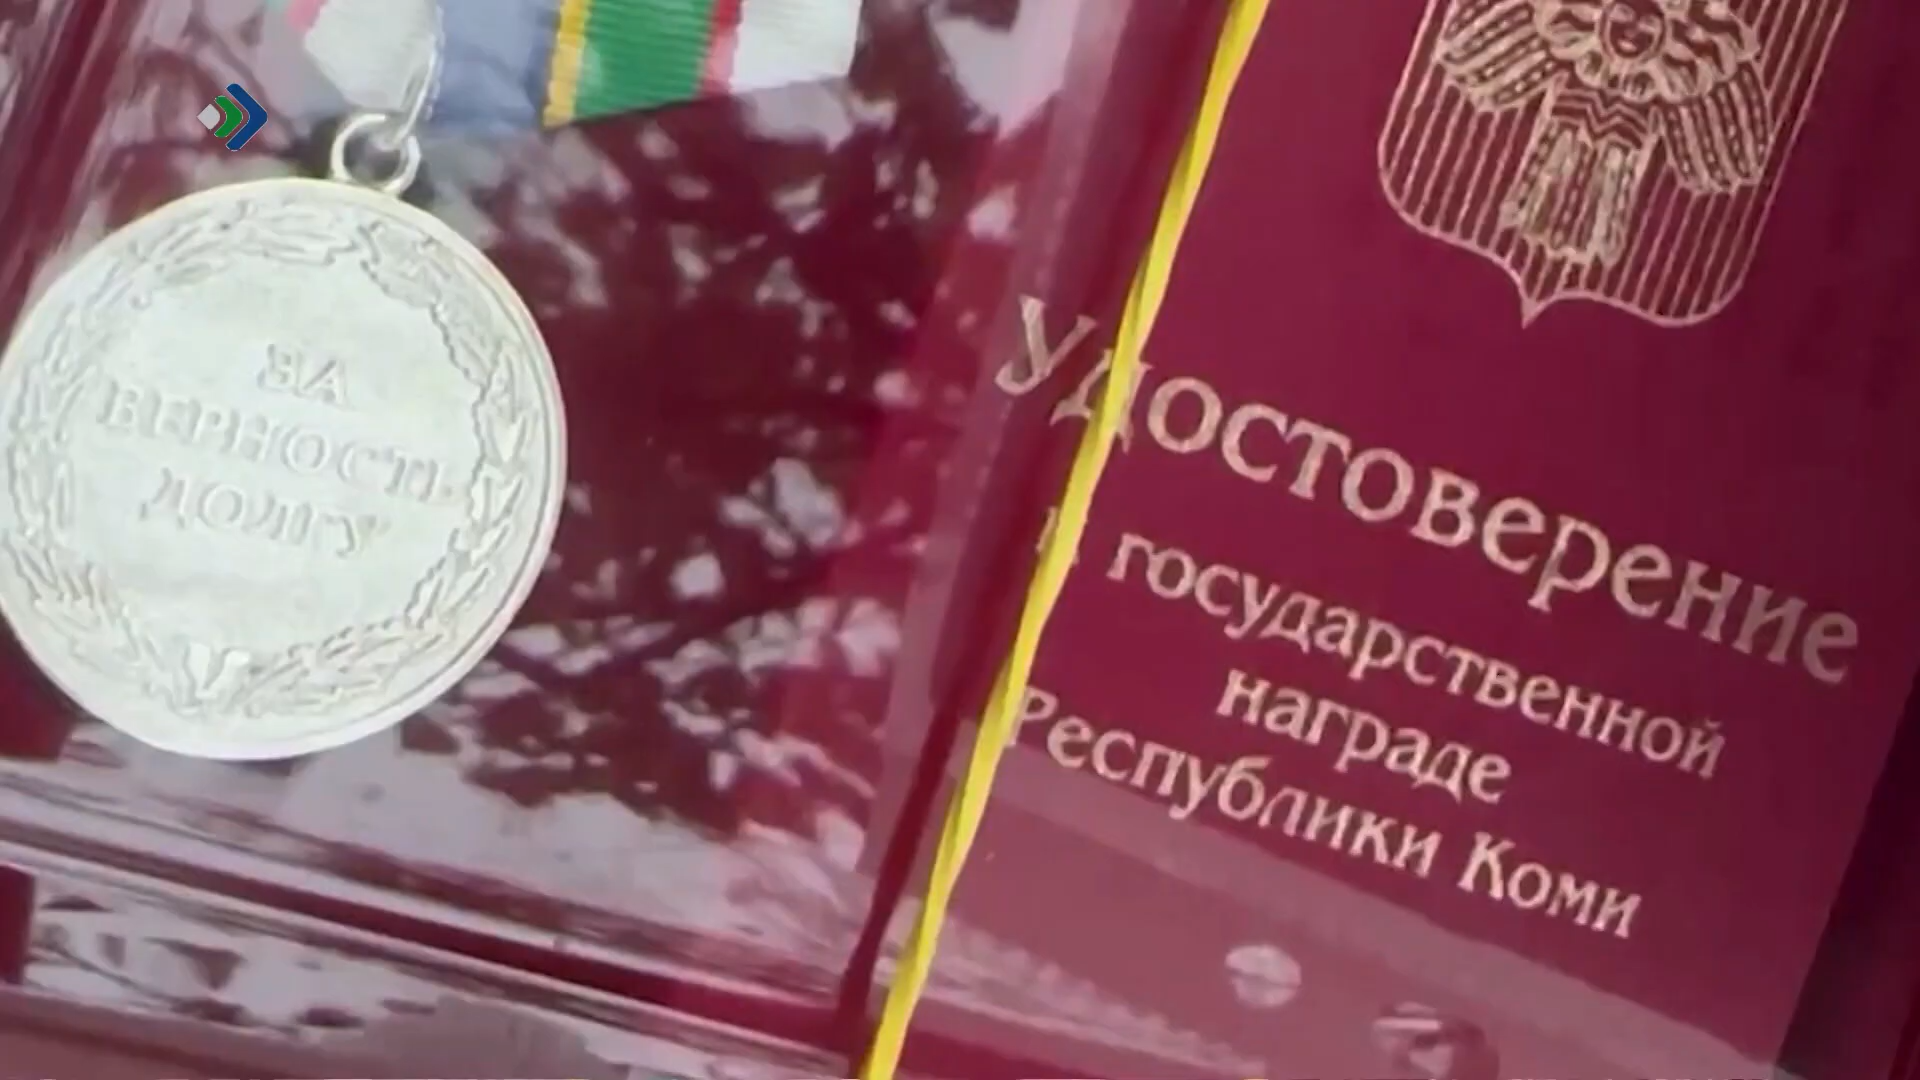 ЗА
ВЕРНОСТЬ
ДОЛГУ
Удостоверение
к государственной
награде
Республики Коми